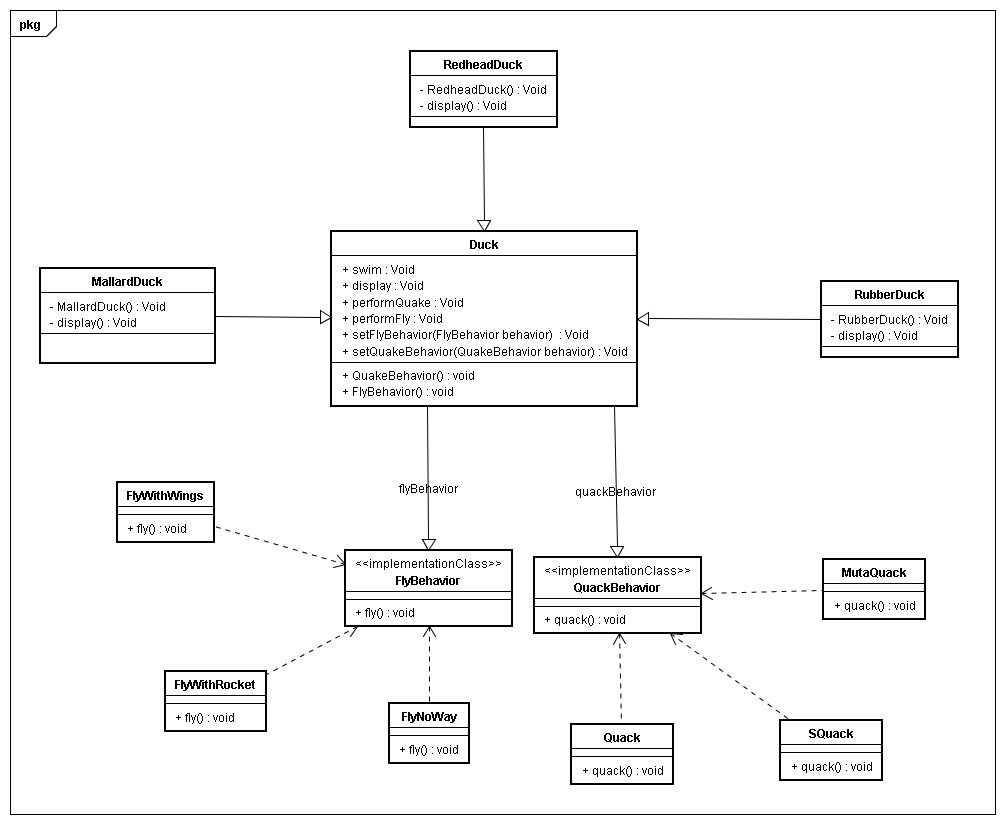 pkg
RedheadDuck
- RedheadDuck() : Void
- display() : Void
Duck
+ swim : Void
+ display : Void
+ performQuake : Void
+ performFly : Void
+ setFlyBehavior(FlyBehavior behavior) : Void
+ setQuakeBehavior(QuakeBehavior behavior) : Void
+ QuakeBehavior() : void
+ FlyBehavior() : void
MallardDuck
- MallardDuck() : Void
- display() : Void
RubberDuck
- RubberDuck() : Void
- display() : Void
flyBehavior
quackBehavior
FlyWithWings
+ fly() : void
<<implementationClass>>
FlyBehavior
+ fly() : void
<<implementationClass>>
QuackBehavior
+ quack() : void
MutaQuack
+ quack() : void
FlyWithRocket
+ fly() : void
FlyNoWay
+ fly() : void
Quack
+ quack() : void
SQuack
+ quack() : void